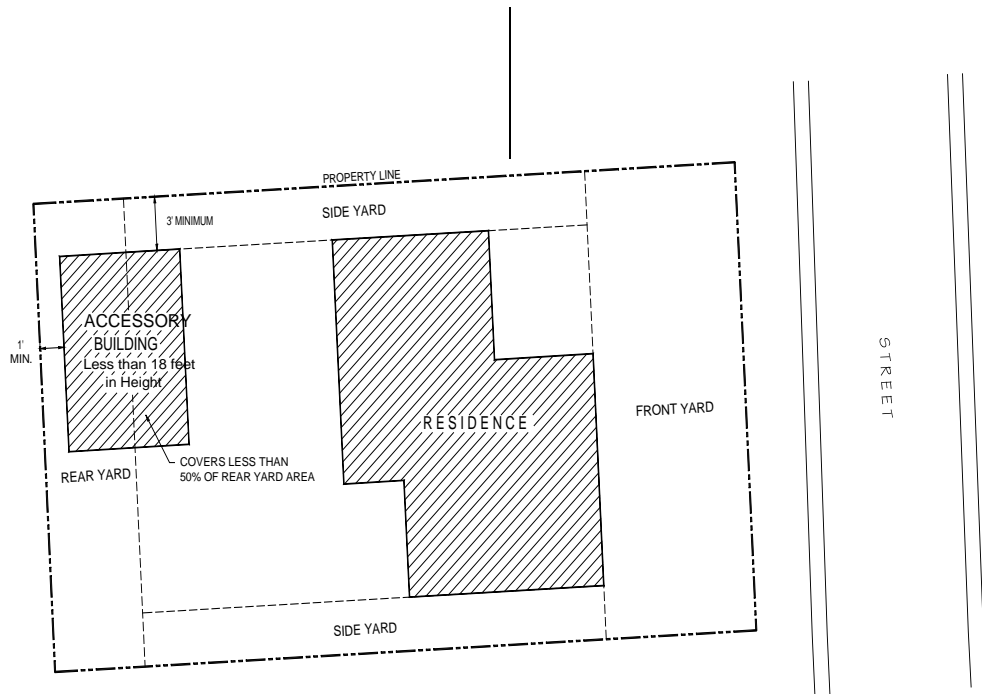 PROPERTY LINE
SIDE YARD
3' MINIMUM
ACCESSORY
BUILDING
Less than 18 feet
in Height
1'
MIN.
RESIDENCE
FRONT YARD
STREET
COVERS LESS THAN
50% OF REAR YARD AREA
REAR YARD
SIDE YARD